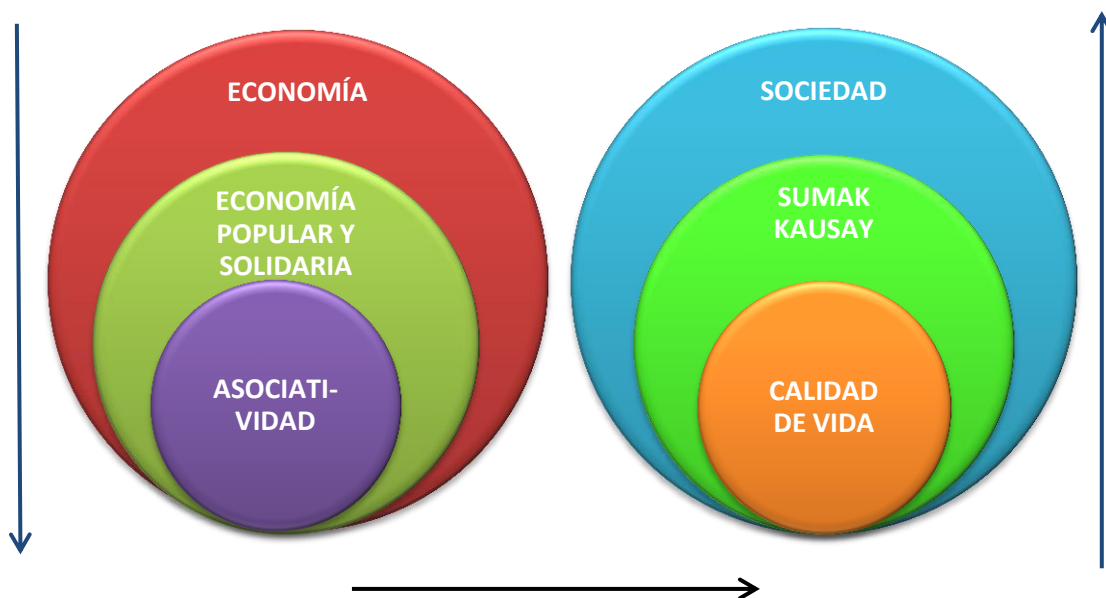 ECONOMÍA
ECONOMÍA
POPULAR Y
SOLIDARIA
ASOCIATI-
VIDAD
SOCIEDAD
SUMAK
KAUSAY
CALIDAD
DE VIDA